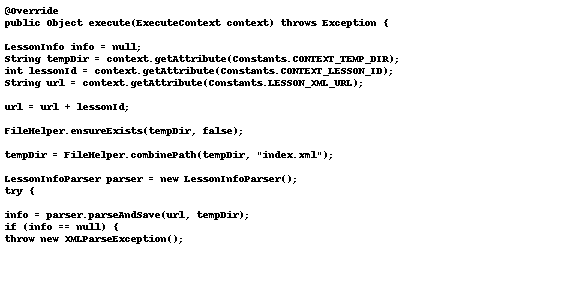 @Override
public Object execute(ExecuteContext context) throws Exception {
LessonInfo info = null;
String tempDir = context.getAttribute(Constants.CONTEXT_TEMP_DIR);
int lessonId = context.getAttribute(Constants.CONTEXT_LESSON_ID);
String url = context.getAttribute(Constants.LESSON_XML_URL);
url = url + lessonId;
FileHelper.ensureExists(tempDir, false);
tempDir = FileHelper.combinePath(tempDir, "index.xml");
LessonInfoParser parser = new LessonInfoParser();
try {
info = parser.parseAndSave(url, tempDir);
if (info == null) {
throw new XMLParseException();